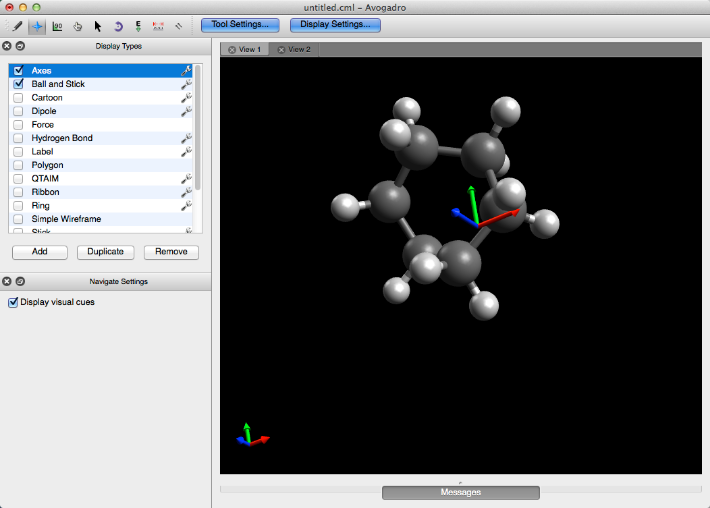 untitled.cml – Avogadro
Tool Settings...
Display Settings...
Display Types
Axes
Ball and Stick
Cartoon
Dipole
Force
Hydrogen Bond
Label
Polygon
QTAIM
Ribbon
Ring
Simple Wireframe
Stick
Add
Duplicate
Remove
Navigate Settings
Display visual cues
View 1
View 2
Messages